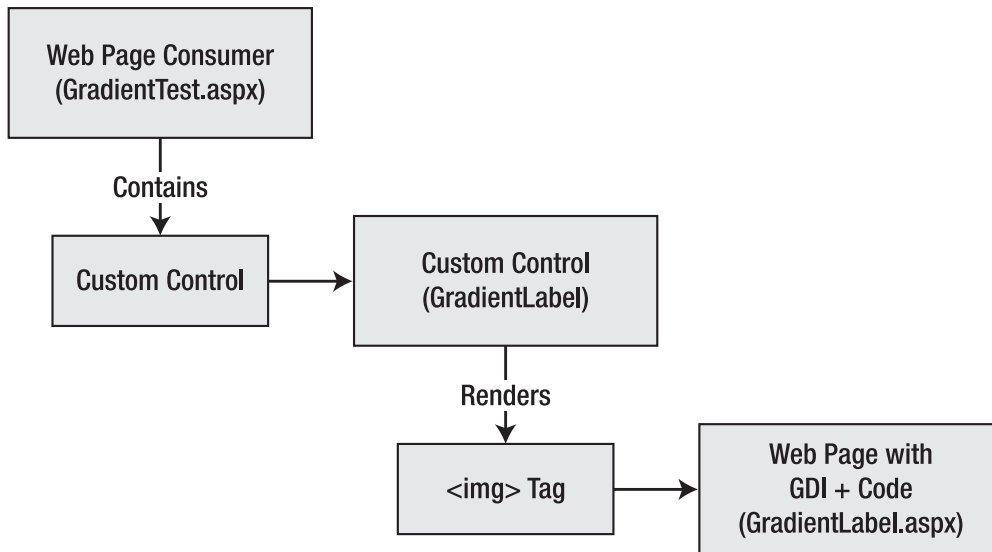 Web Page Consumer
(GradientTest.aspx)
Contains
Custom Control
Custom Control
(GradientLabel)
Renders
<img> Tag
Web Page with
GDI + Code
(GradientLabel.aspx)